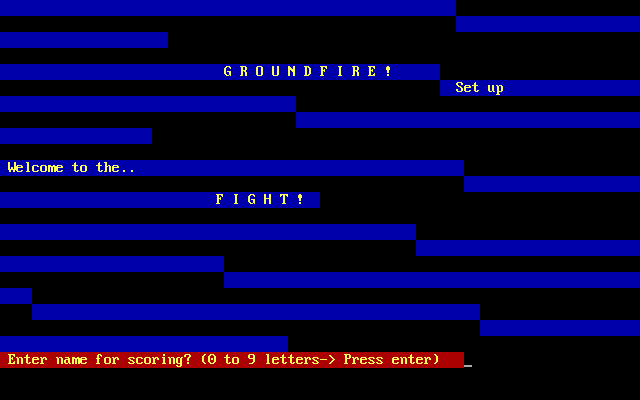 G R O U N D F I R E !
Set up
Welcome to the..
F I G H T !
Enter name for scoring? (0 to 9 letters-> Press enter)